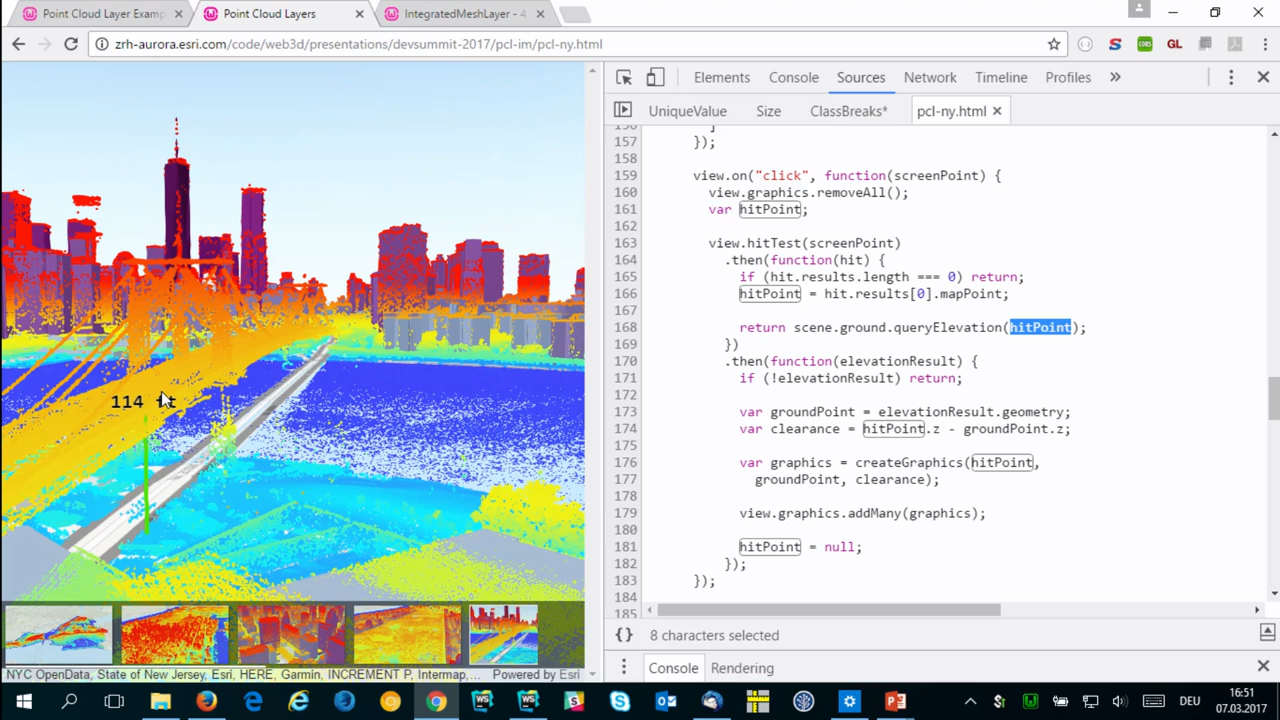 Point Cloud Layer Examp
Point Cloud Layers
IntegratedMeshLayer - 4
zrh-aurora.esri.com/code/web3d/presentations/devsummit-2017/pcl-im/pcl-ny.html
CORS
GL
Elements Console Sources Network Timeline Profiles »
UniqueValue Size ClassBreaks* pcl-ny.html
157 });
158
159 view.on("click", function(screenPoint) {
160 view.graphics.removeAll();
161 var hitPoint;
162
163 view.hitTest(screenPoint)
164 .then(function(hit) {
165 if (hit.results.length === 0) return;
166 hitPoint = hit.results[0].mapPoint;
167
168 return scene.ground.queryElevation(hitPoint);
169 })
170 .then(function(elevationResult) {
171 if (!elevationResult) return;
172
173 var groundPoint = elevationResult.geometry;
174 var clearance = hitPoint.z - groundPoint.z;
175
176 var graphics = createGraphics(hitPoint,
177 groundPoint, clearance);
178
179 view.graphics.addMany(graphics);
180
181 hitPoint = null;
182 });
183 });
184
185
114
{} 8 characters selected
Console Rendering
NYC OpenData, State of New Jersey, Esri, HERE, Garmin, INCREMENT P, Intermap,...
Powered by Esri
DEU
16:51
07.03.2017